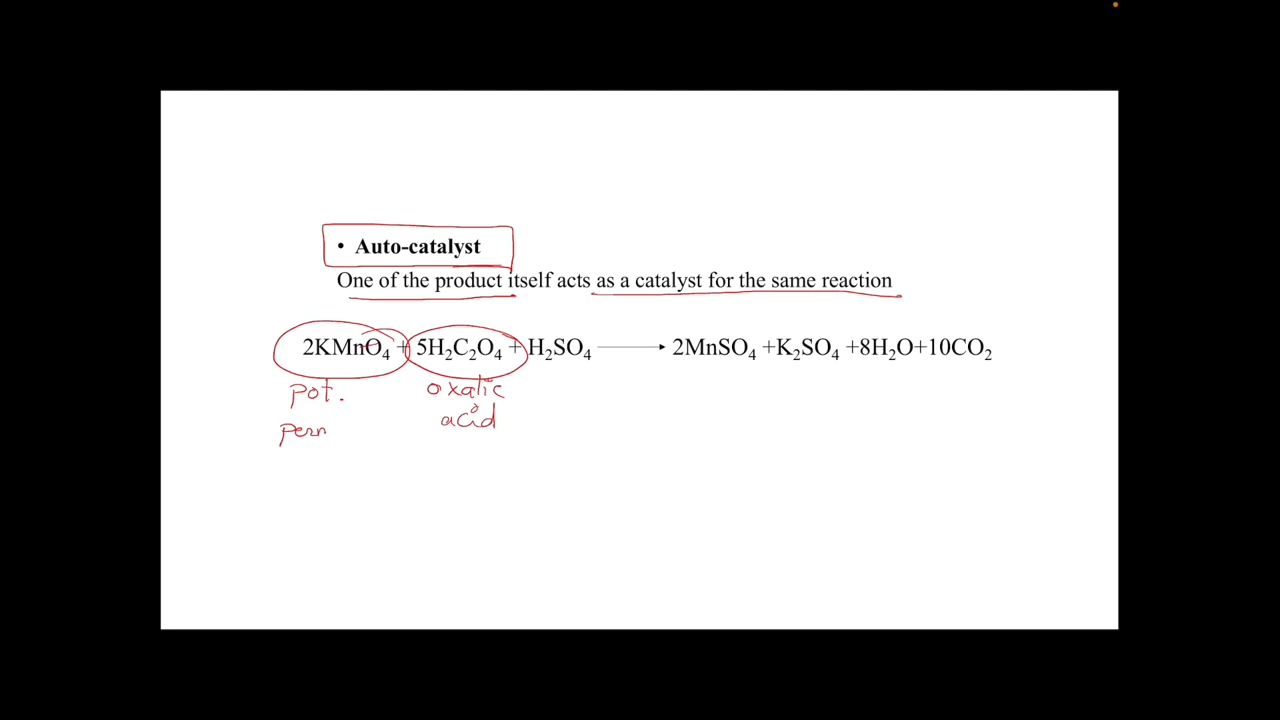 • Auto-catalyst
One of the product itself acts as a catalyst for the same reaction
2KMnO₄ + 5H₂C₂O₄ + H₂SO₄ ⟶ 2MnSO₄ +K₂SO₄ +8H₂O+10CO₂
pot. oxalic
perm acid